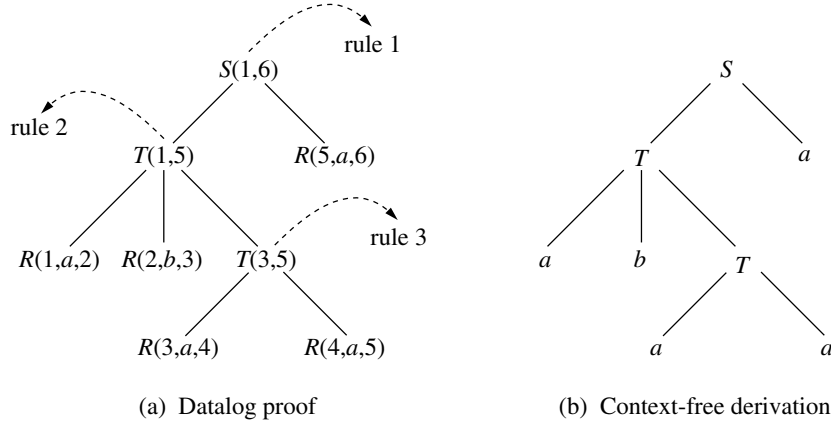 rule 1
S(1,6)
S
rule 2
T(1,5)
R(5,a,6)
T
a
rule 3
R(1,a,2)
R(2,b,3)
T(3,5)
a
b
T
R(3,a,4)
R(4,a,5)
a
a
(a) Datalog proof
(b) Context-free derivation